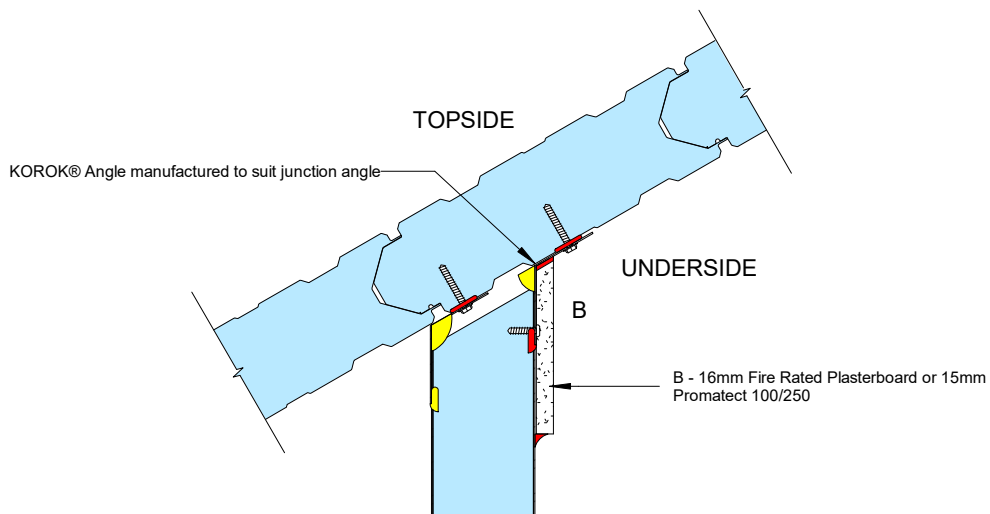 TOPSIDE
KOROK® Angle manufactured to suit junction angle
UNDERSIDE
B
B - 16mm Fire Rated Plasterboard or 15mm
Promatect 100/250